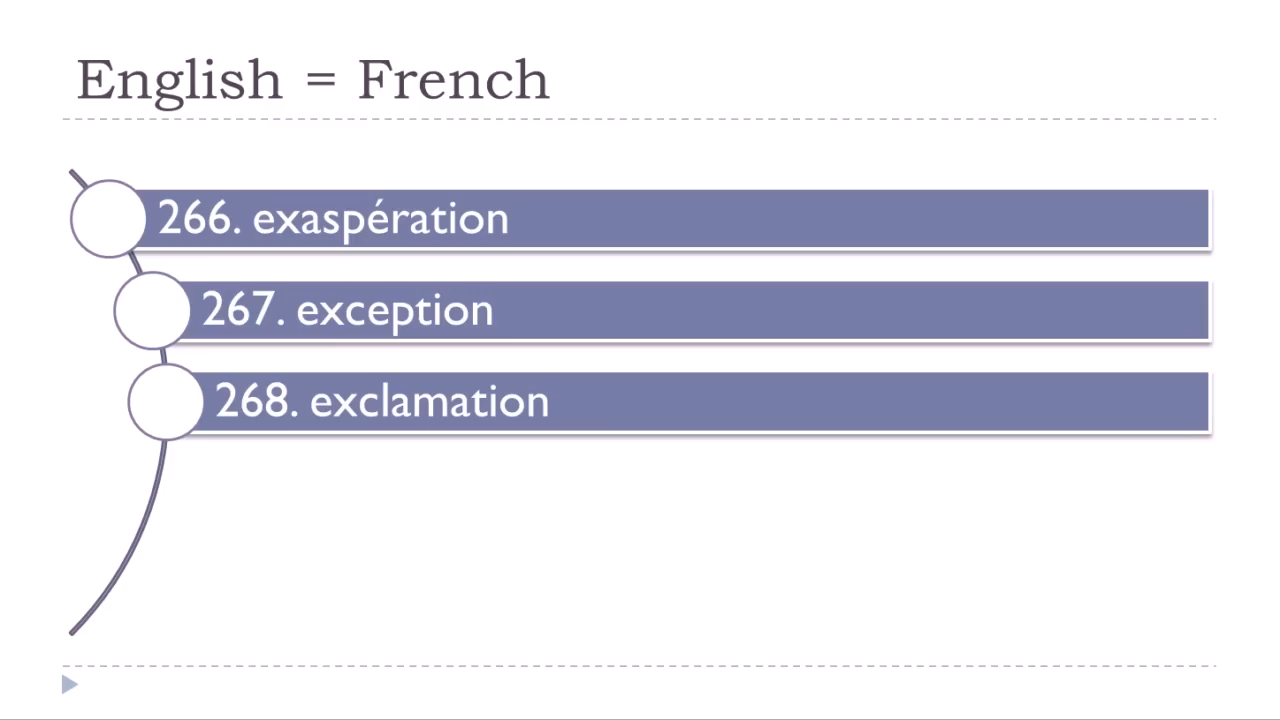 English = French
266. exaspération
267. exception
268. exclamation